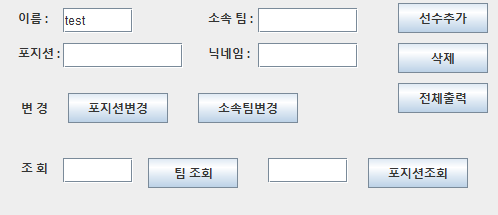 이름 : test 소속 팀 : 선수추가
포지션 : 닉네임 : 삭제
전체출력
변 경 포지션변경 소속팀변경
조 회 팀 조회 포지션조회